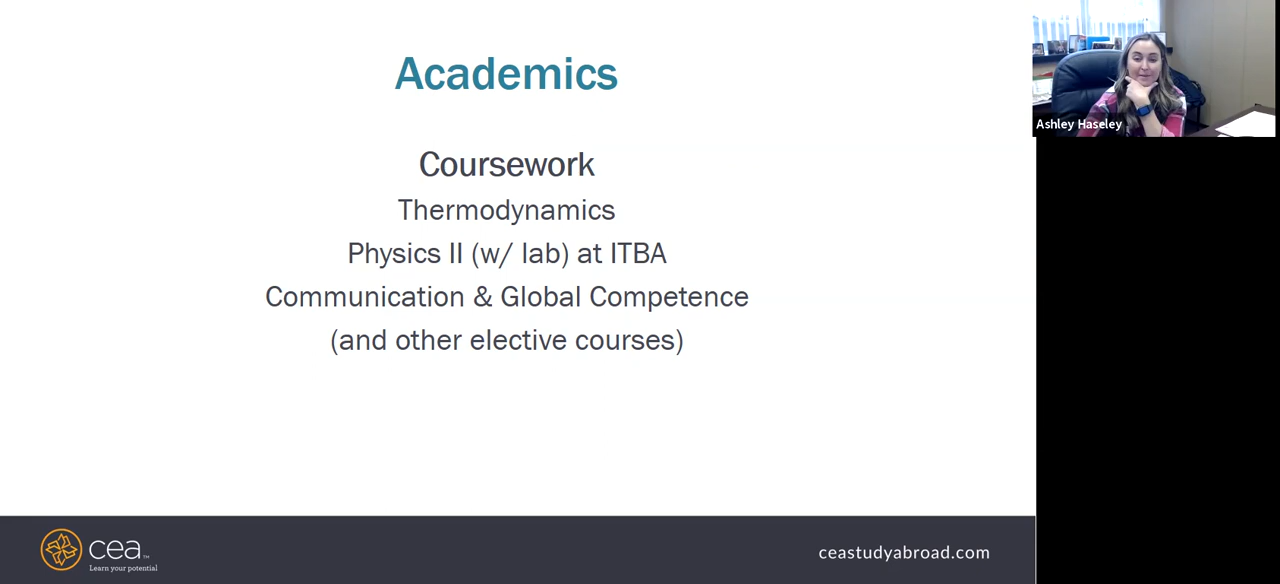 Academics
Coursework
Thermodynamics
Physics II (w/ lab) at ITBA
Communication & Global Competence
(and other elective courses)
cea™
Learn your potential
ceastudyabroad.com
Ashley Haseley